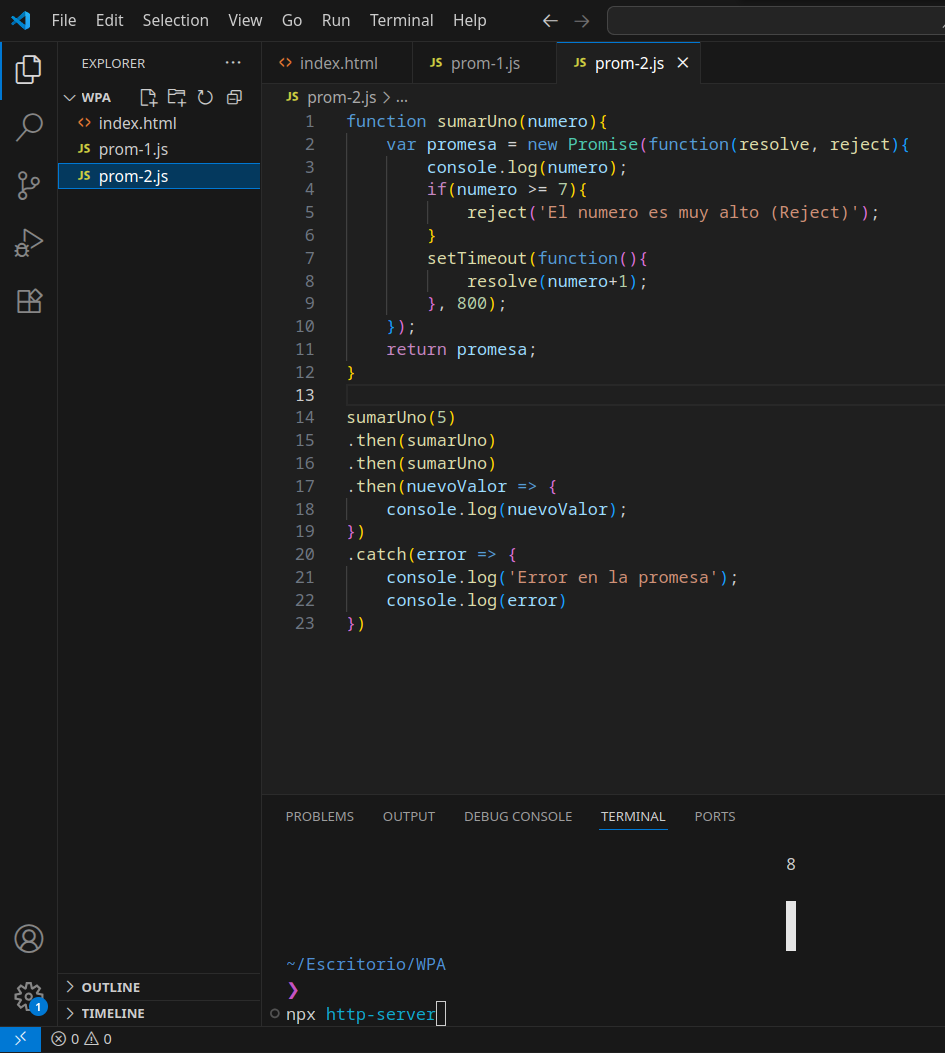 File Edit Selection View Go Run Terminal Help
EXPLORER
WPA
index.html
JS prom-1.js
JS prom-2.js
OUTLINE
TIMELINE
1
index.html JS prom-1.js JS prom-2.js
JS prom-2.js > ...
1 function sumarUno(numero){
2 var promesa = new Promise(function(resolve, reject){
3 console.log(numero);
4 if(numero >= 7){
5 reject('El numero es muy alto (Reject)');
6 }
7 setTimeout(function(){
8 resolve(numero+1);
9 }, 800);
10 });
11 return promesa;
12 }
13
14 sumarUno(5)
15 .then(sumarUno)
16 .then(sumarUno)
17 .then(nuevoValor => {
18 console.log(nuevoValor);
19 })
20 .catch(error => {
21 console.log('Error en la promesa');
22 console.log(error)
23 })
PROBLEMS OUTPUT DEBUG CONSOLE TERMINAL PORTS
8
~/Escritorio/WPA
❯
npx http-server
0 0